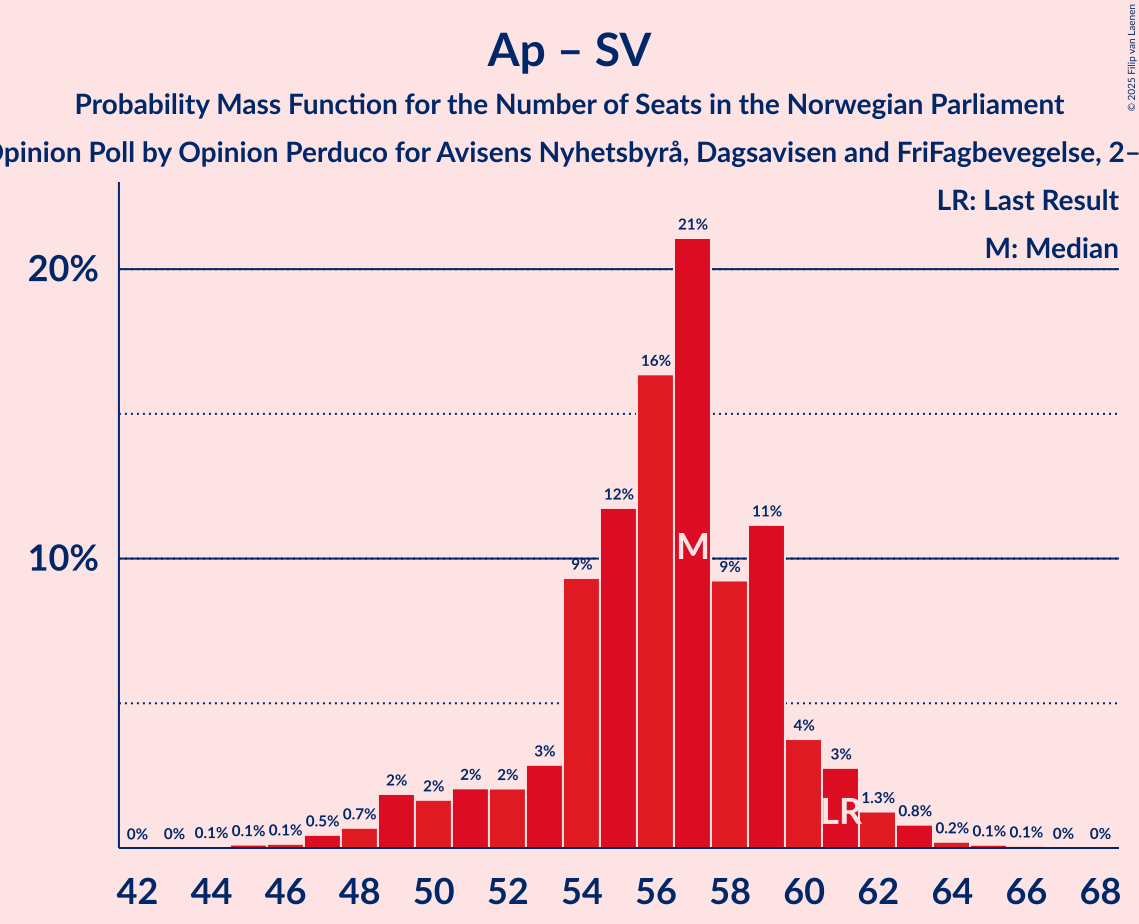 © 2025 Filip van Laenen
Ap – SV
Probability Mass Function for the Number of Seats in the Norwegian Parliament
Opinion Poll by Opinion Perduco for Avisens Nyhetsbyrå, Dagsavisen and FriFagbevegelse, 2–
LR: Last Result
M: Median
20%
10%
0% 0% 0.1% 0.1% 0.1% 0.5% 0.7% 2% 2% 2% 2% 3% 9% 12% 16% 21% 9% 11% 4% 3% 1.3% 0.8% 0.2% 0.1% 0.1% 0% 0%
M
LR
42 44 46 48 50 52 54 56 58 60 62 64 66 68